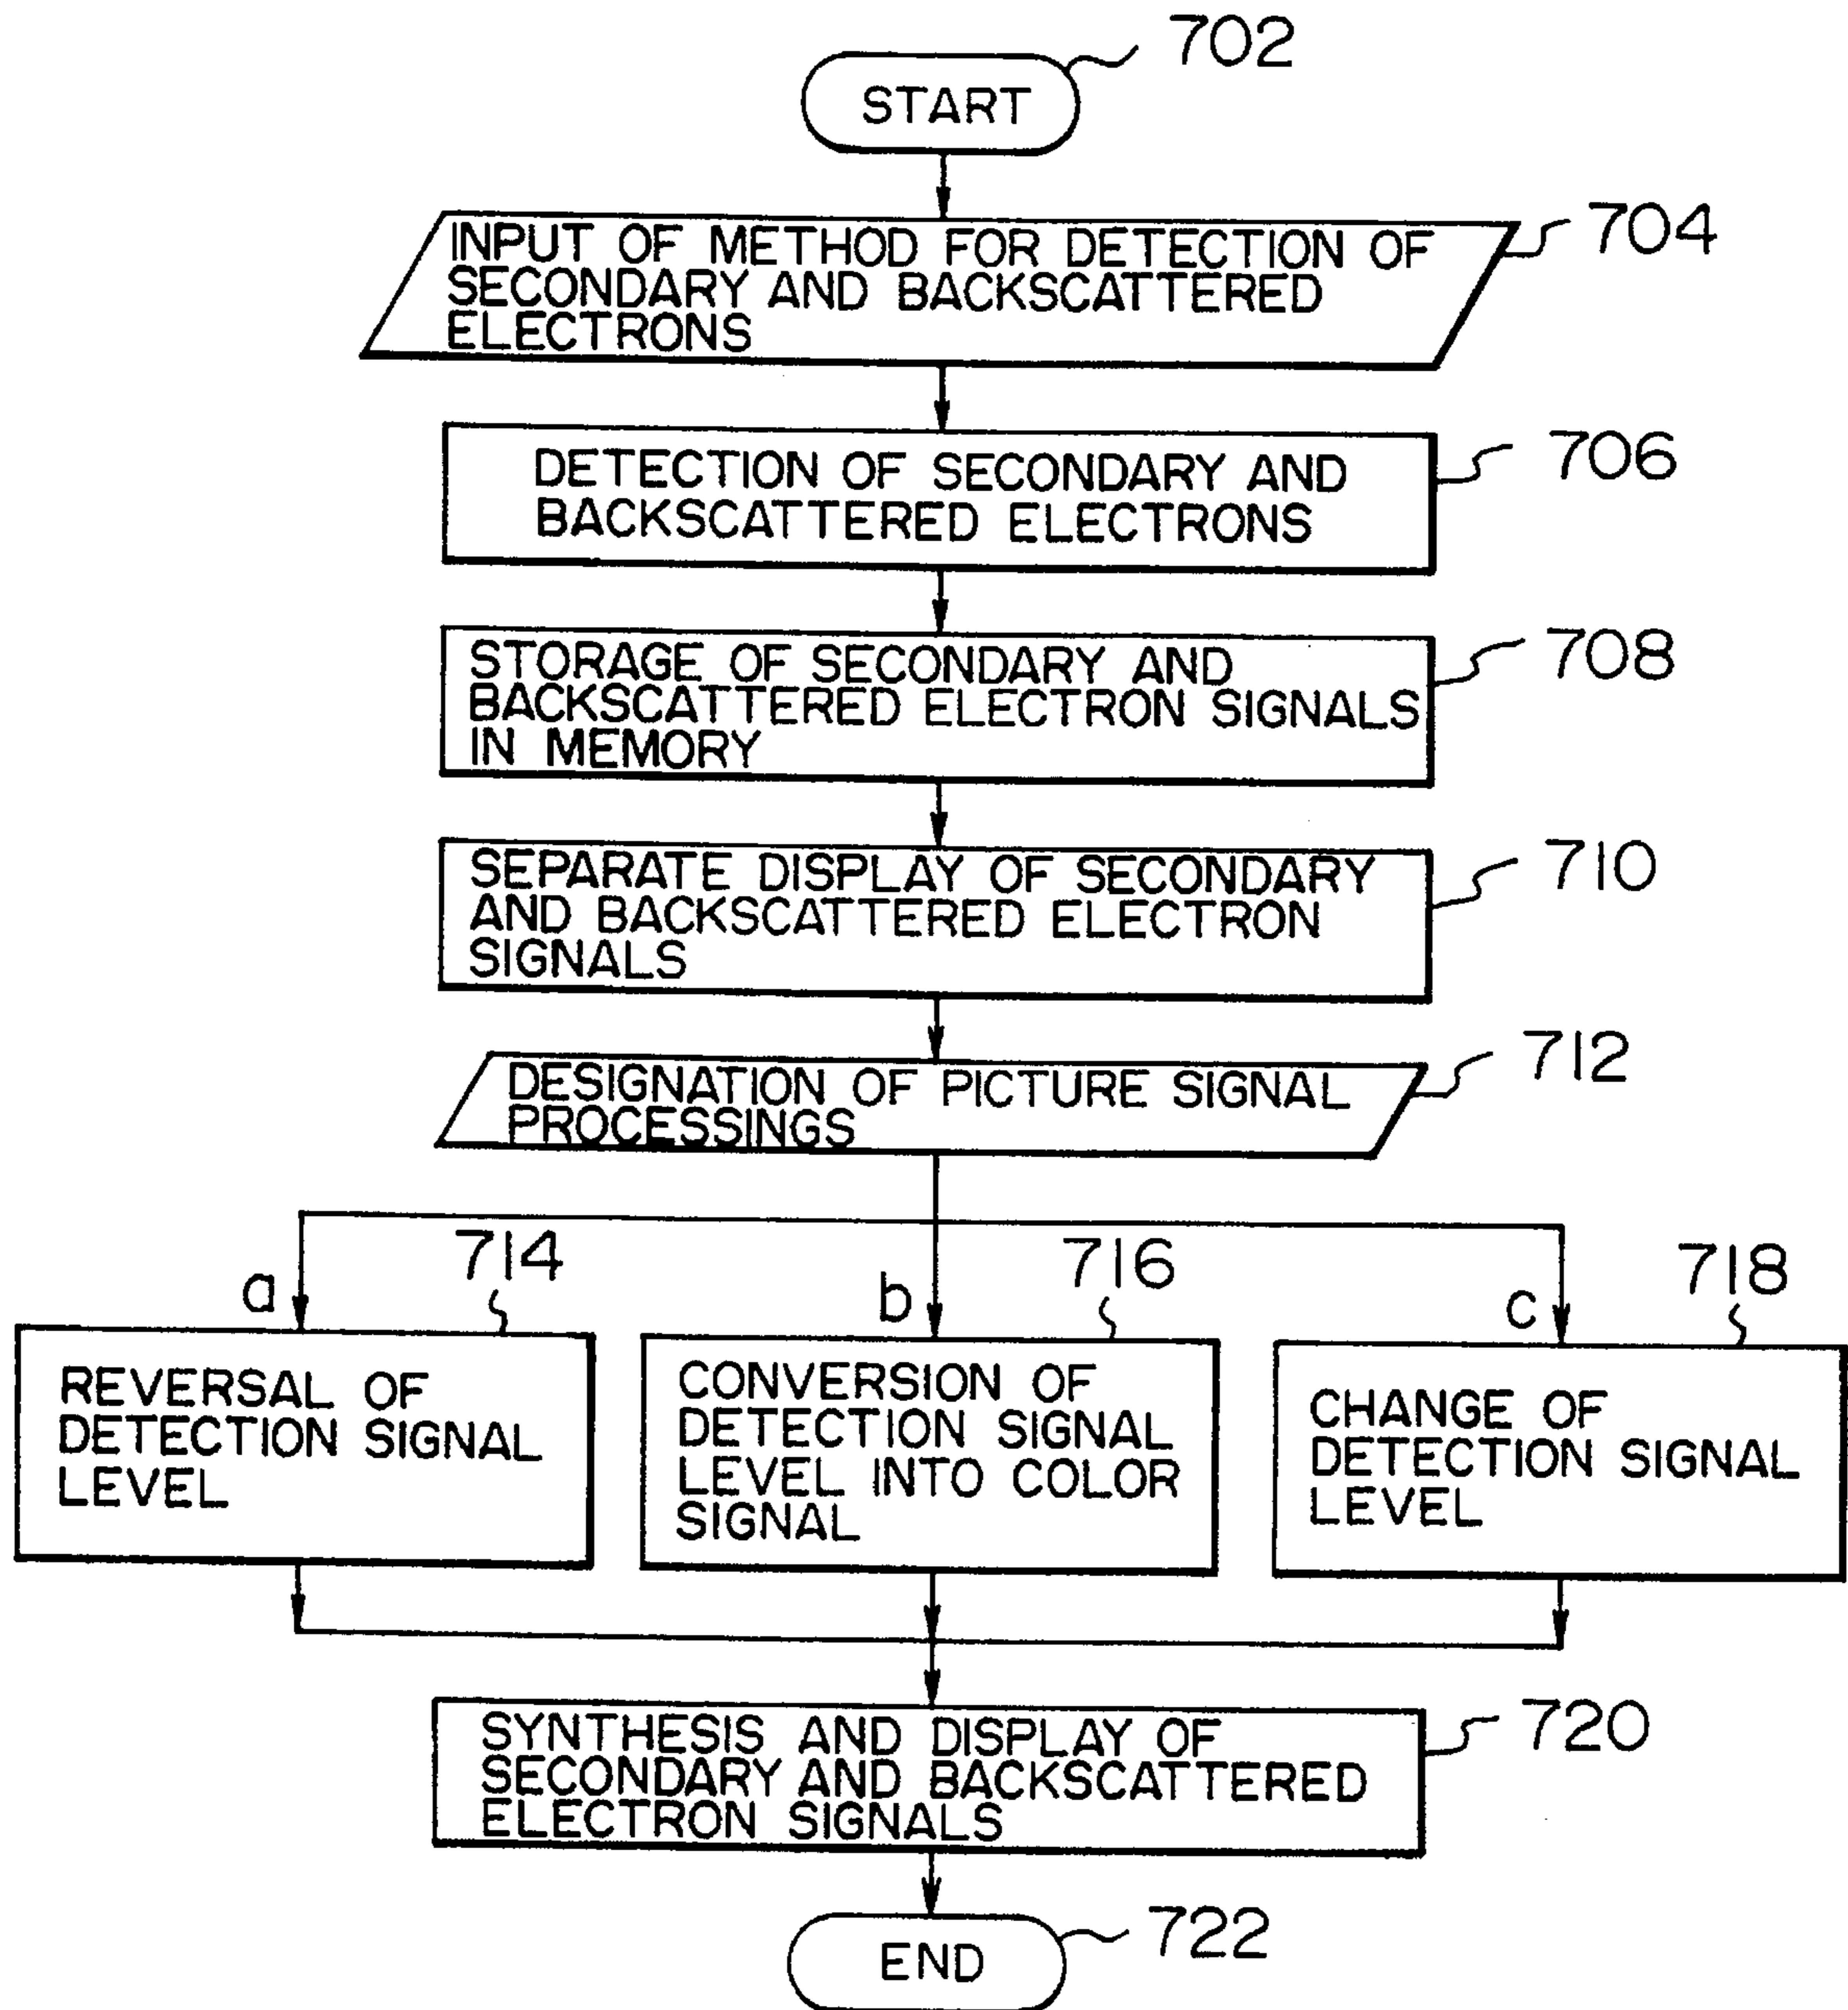 702
START
704
INPUT OF METHOD FOR DETECTION OF
SECONDARY AND BACKSCATTERED
ELECTRONS
706
DETECTION OF SECONDARY AND
BACKSCATTERED ELECTRONS
708
STORAGE OF SECONDARY AND
BACKSCATTERED ELECTRON SIGNALS
IN MEMORY
710
SEPARATE DISPLAY OF SECONDARY
AND BACKSCATTERED ELECTRON
SIGNALS
712
DESIGNATION OF PICTURE SIGNAL
PROCESSINGS
a
714
REVERSAL OF
DETECTION SIGNAL
LEVEL
b
716
CONVERSION OF
DETECTION SIGNAL
LEVEL INTO COLOR
SIGNAL
c
718
CHANGE OF
DETECTION SIGNAL
LEVEL
720
SYNTHESIS AND DISPLAY OF
SECONDARY AND BACKSCATTERED
ELECTRON SIGNALS
722
END